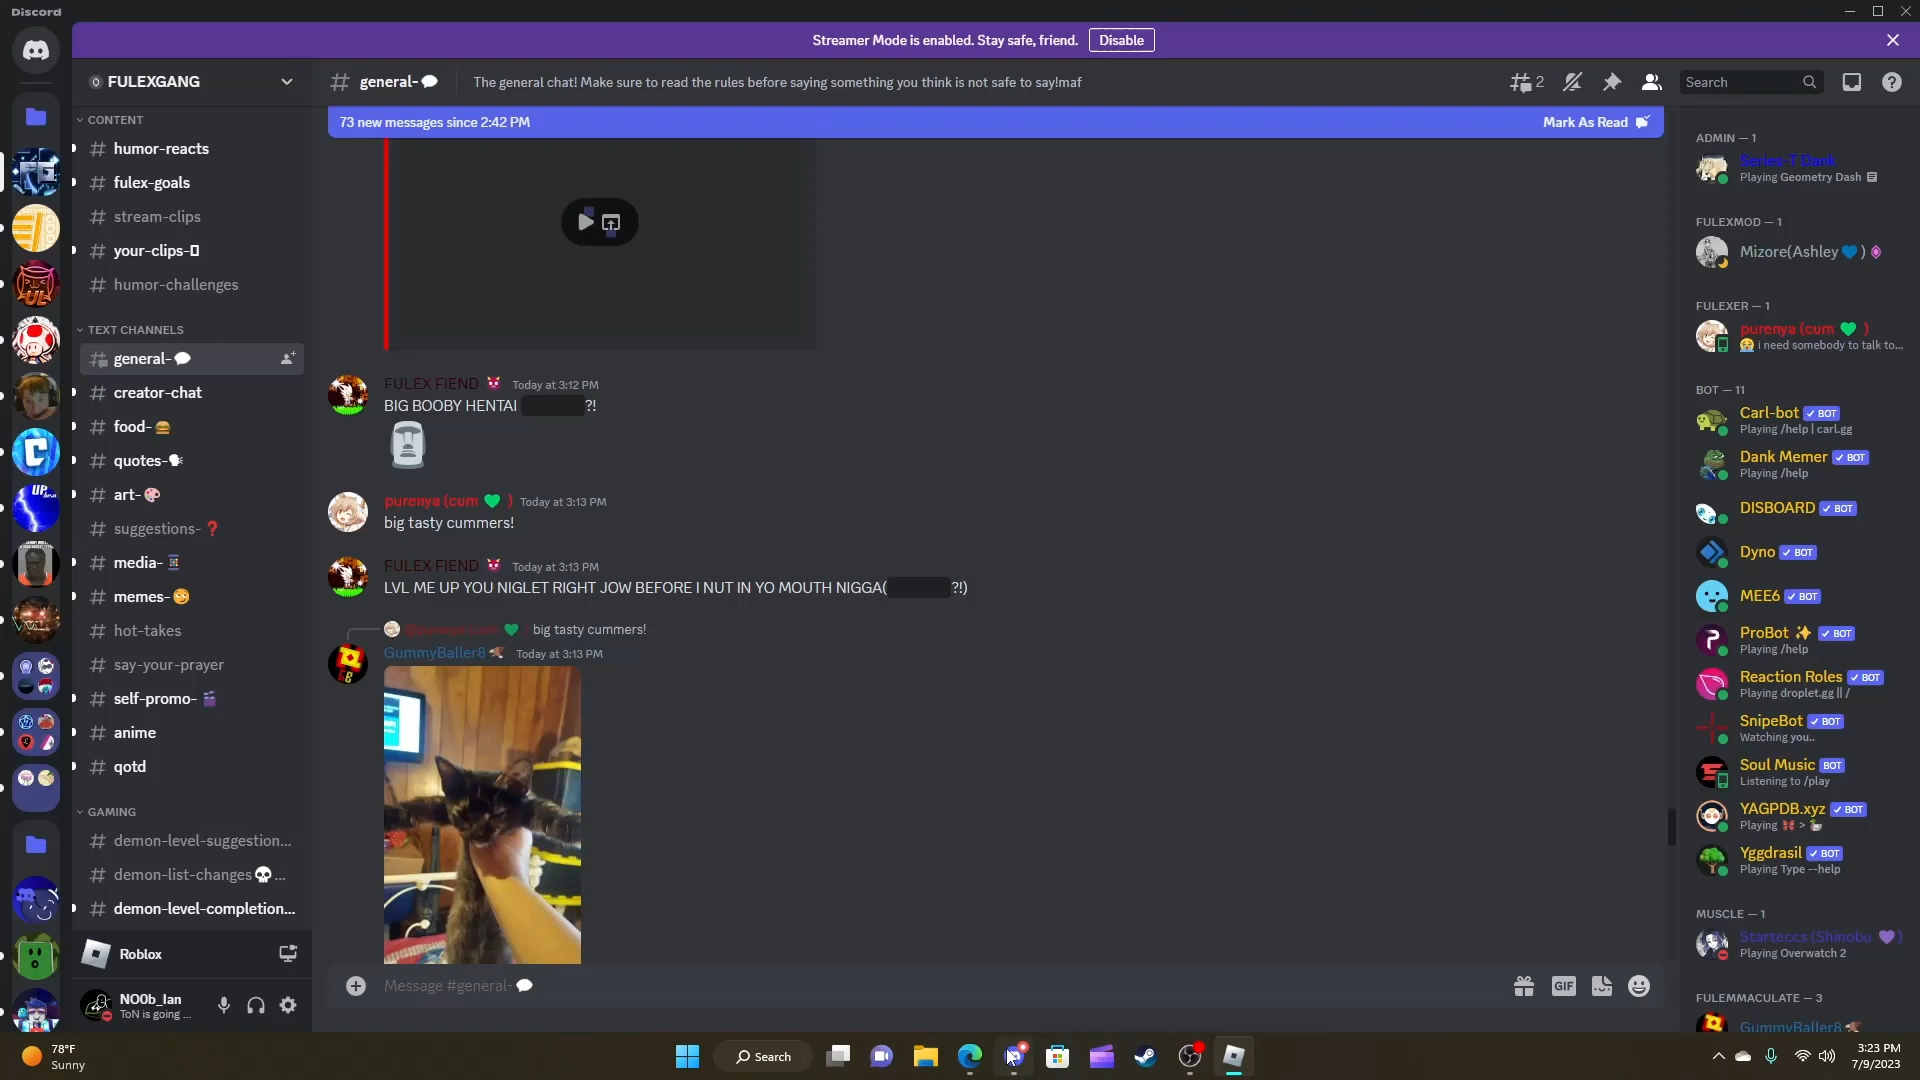 Discord
Streamer Mode is enabled. Stay safe, friend.
Disable
FULEXGANG
general-
The general chat! Make sure to read the rules before saying something you think is not safe to say!maf
2
Search
73 new messages since 2:42 PM
Mark As Read
CONTENT
humor-reacts
fulex-goals
stream-clips
your-clips-
humor-challenges
TEXT CHANNELS
general-
creator-chat
food-
quotes-
art-
suggestions-❓
media-
memes-
hot-takes
say-your-prayer
self-promo-
anime
qotd
GAMING
demon-level-suggestion...
demon-list-changes💀...
demon-level-completion...
Roblox
NO0b_Ian
ToN is going ...
FULEX FIEND Today at 3:12 PM
BIG BOOBY HENTAI ?!
purenya (cum 💚 ) Today at 3:13 PM
big tasty cummers!
FULEX FIEND Today at 3:13 PM
LVL ME UP YOU NIGLET RIGHT JOW BEFORE I NUT IN YO MOUTH NIGGA( ?!)
big tasty cummers!
GummyBaller8 Today at 3:13 PM
Message #general-
GIF
ADMIN — 1
Series-T Dank
Playing Geometry Dash
FULEXMOD — 1
Mizore(Ashley 💙 )
FULEXER — 1
purenya (cum 💚 )
😭 i need somebody to talk to...
BOT — 11
Carl-bot ✓ BOT
Playing /help | carl.gg
Dank Memer ✓ BOT
Playing /help
DISBOARD ✓ BOT
Dyno ✓ BOT
MEE6 ✓ BOT
ProBot ✨ ✓ BOT
Playing /help
Reaction Roles ✓ BOT
Playing droplet.gg || /
SnipeBot ✓ BOT
Watching you..
Soul Music BOT
Listening to /play
YAGPDB.xyz ✓ BOT
Playing > 
Yggdrasil ✓ BOT
Playing Type --help
MUSCLE — 1
Starteccs (Shinobu 💜 )
Playing Overwatch 2
FULEMMACULATE — 3
GummyBaller8
78°F
Sunny
Search
3:23 PM
7/9/2023